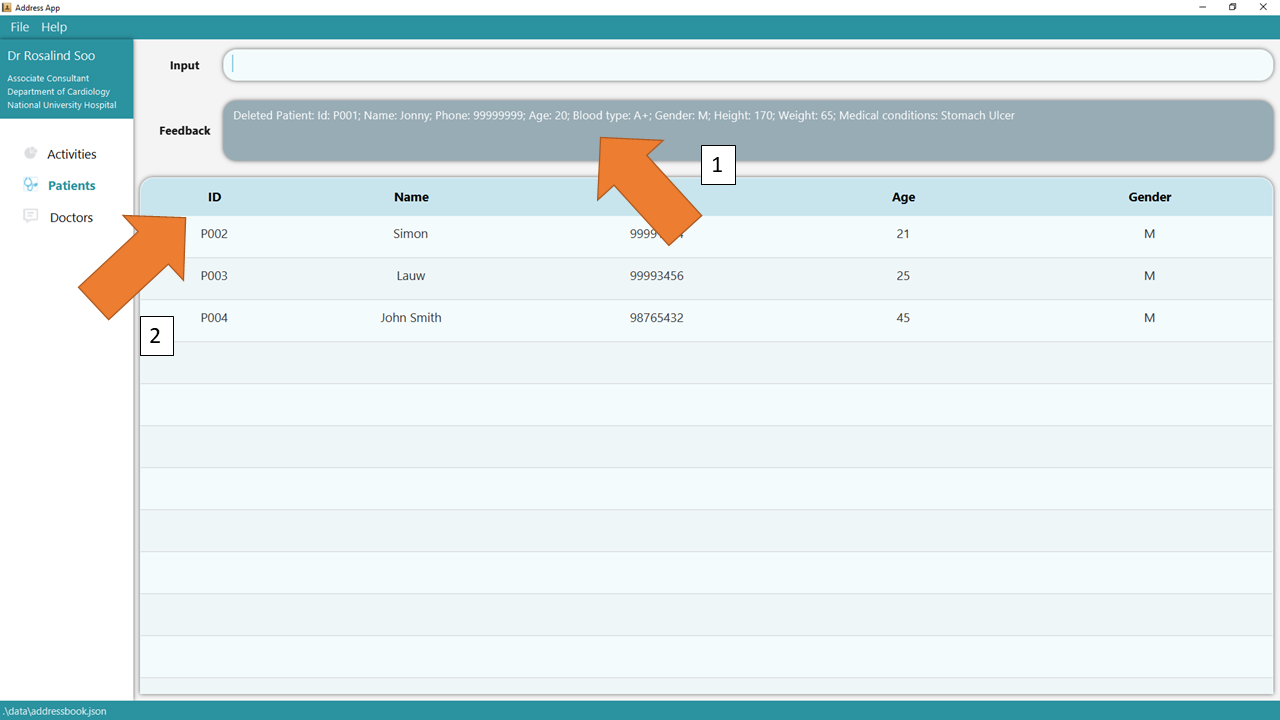 Address App
File Help
Dr Rosalind Soo
Associate Consultant
Department of Cardiology
National University Hospital
Activities
Patients
Doctors
Input
Feedback
Deleted Patient: Id: P001; Name: Jonny; Phone: 99999999; Age: 20; Blood type: A+; Gender: M; Height: 170; Weight: 65; Medical conditions: Stomach Ulcer
1
ID Name Age Gender
P002 Simon 21 M
P003 Lauw 99993456 25 M
P004 John Smith 98765432 45 M
2
.\data\addressbook.json